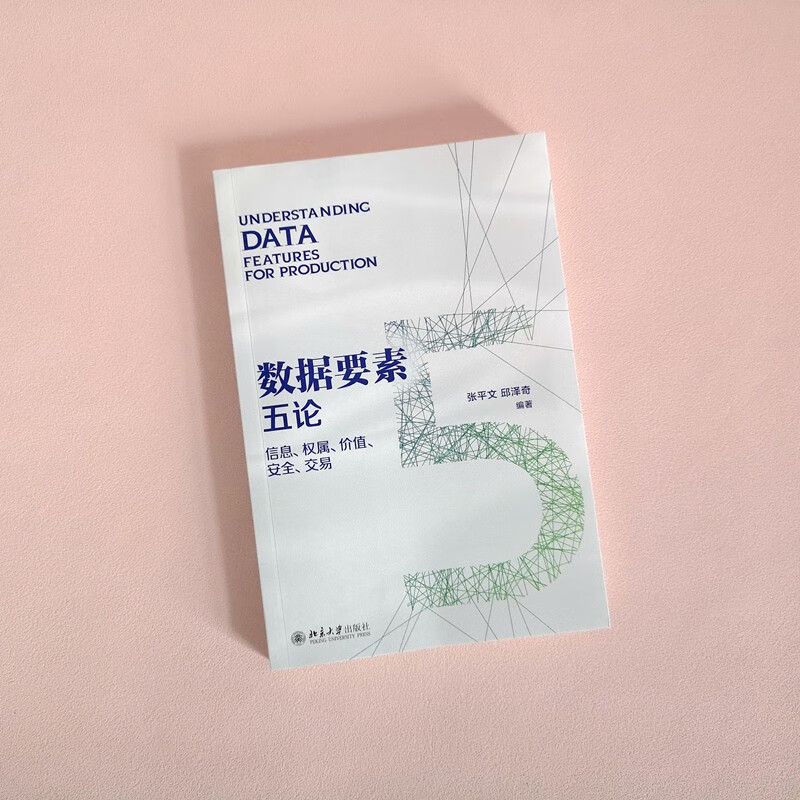 UNDERSTANDING
DATA
FEATURES
FOR PRODUCTION
数据要素
五论
信息、权属、价值、
安全、交易
张平文 邱泽奇
编著
5
北京大学出版社
PEKING UNIVERSITY PRESS